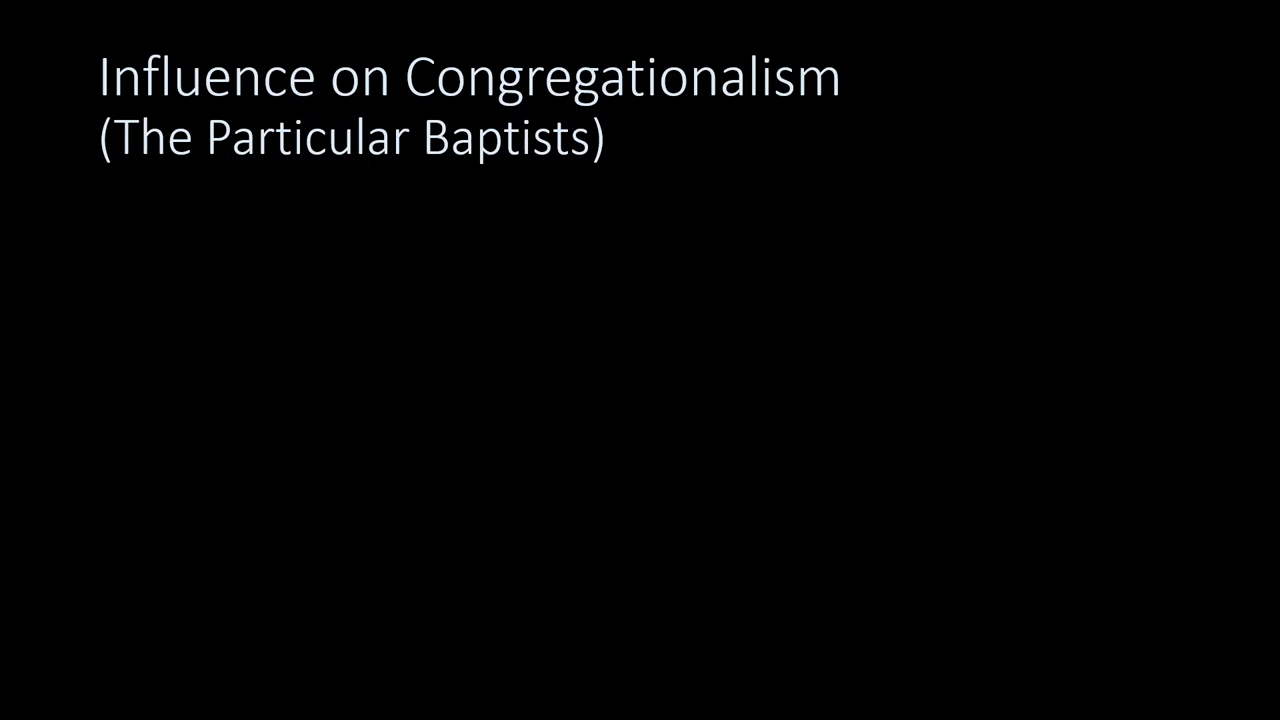 Influence on Congregationalism
(The Particular Baptists)